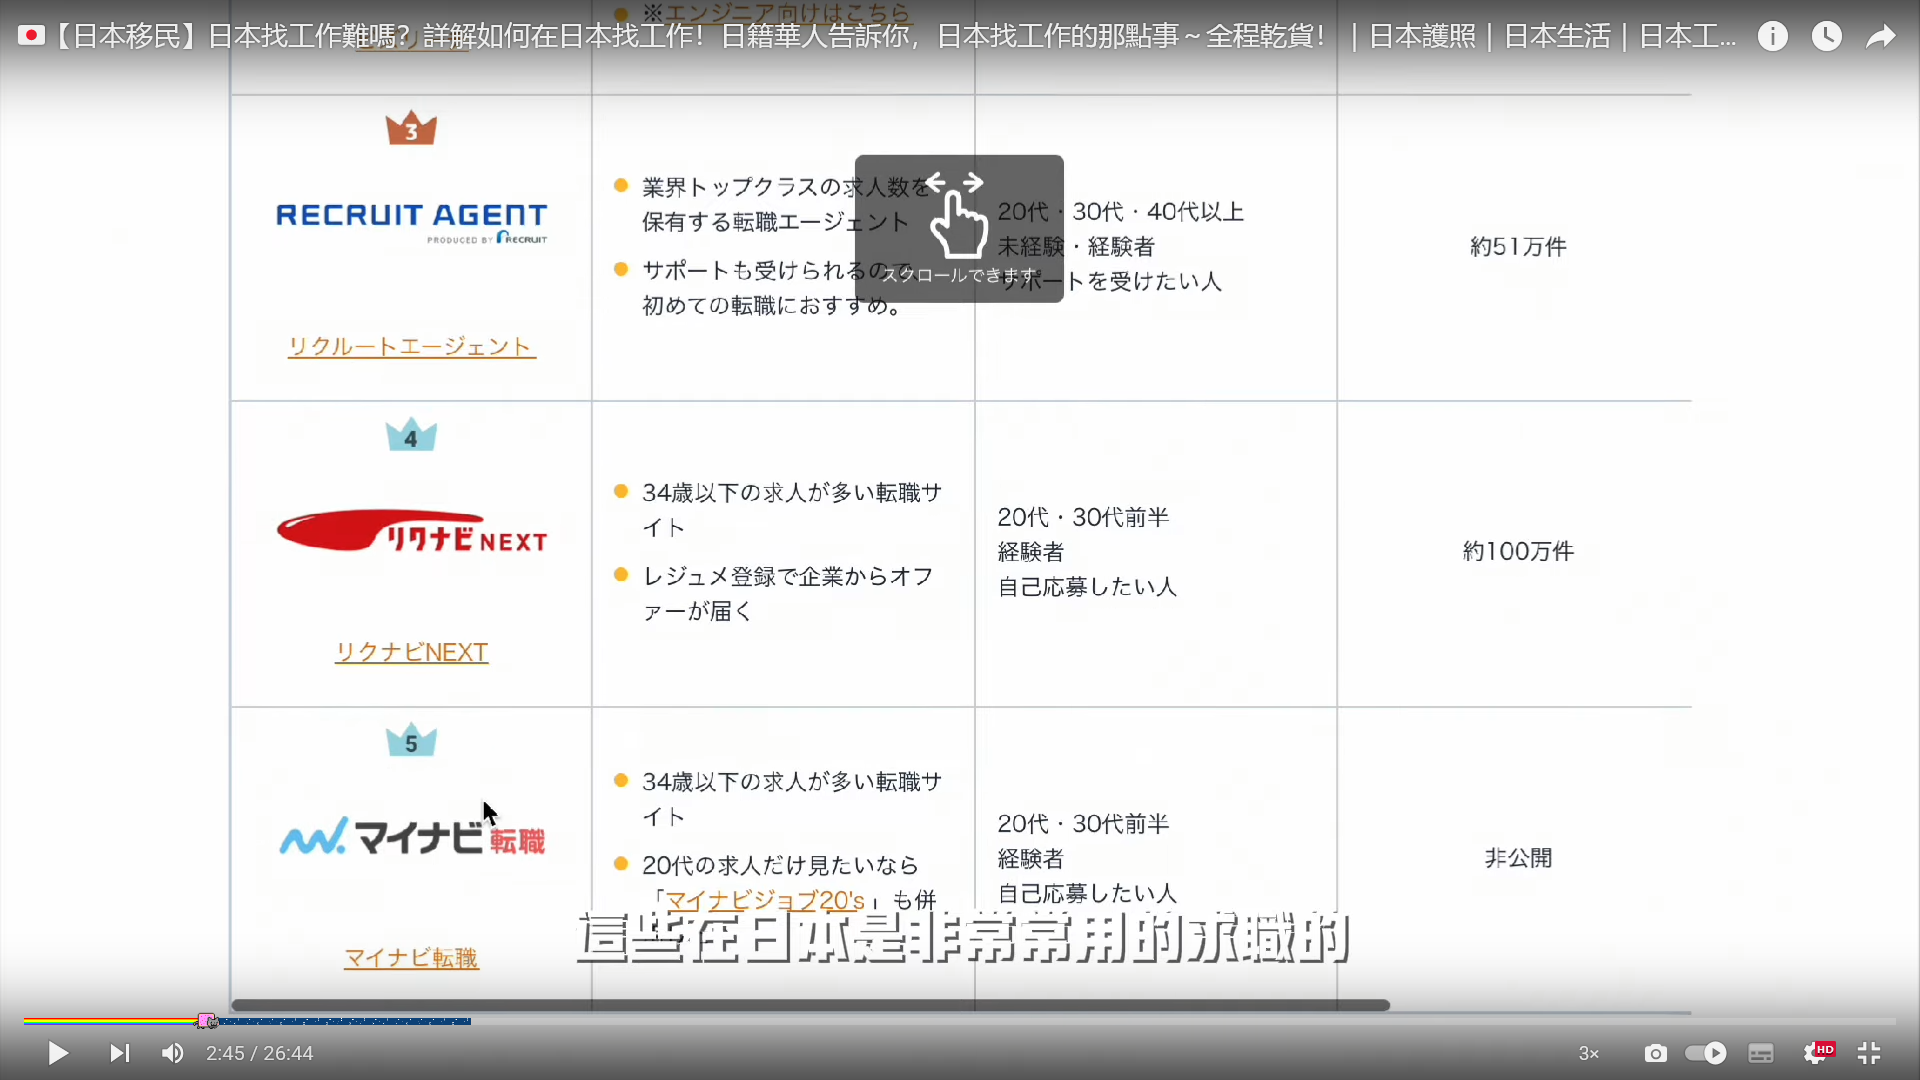 🇯🇵【日本移民】日本找工作難嗎？詳解如何在日本找工作！日籍華人告訴你，日本找工作的那點事～全程乾貨！｜日本護照｜日本生活｜日本工...
※エンジニア向けはこちら
3
RECRUIT AGENT
PRODUCED BY RECRUIT
リクルートエージェント
業界トップクラスの求人数を
保有する転職エージェント
サポートも受けられるので、
初めての転職におすすめ。
スクロールできます
20代・30代・40代以上
未経験・経験者
サポートを受けたい人
約51万件
4
リクナビNEXT
リクナビNEXT
34歳以下の求人が多い転職サ
イト
レジュメ登録で企業からオフ
ァーが届く
20代・30代前半
経験者
自己応募したい人
約100万件
5
マイナビ転職
マイナビ転職
34歳以下の求人が多い転職サ
イト
20代の求人だけ見たいなら
「マイナビジョブ20's」も併
20代・30代前半
経験者
自己応募したい人
非公開
這些在日本是非常常用的求職的
2:45 / 26:44
3×
HD